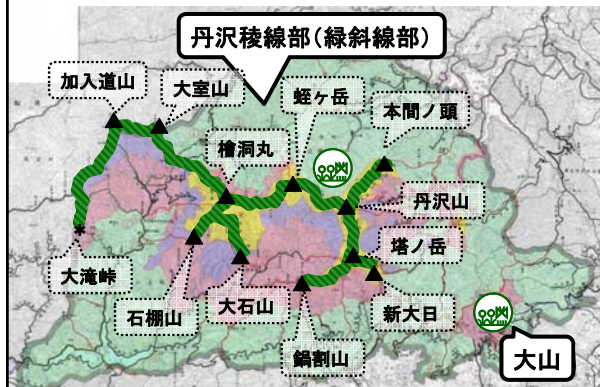 丹沢稜線部(緑斜線部)
加入道山
大室山
蛭ヶ岳
本間ノ頭
檜洞丸
丹沢山
塔ノ岳
大滝峠
石棚山
大石山
新大日
鍋割山
大山